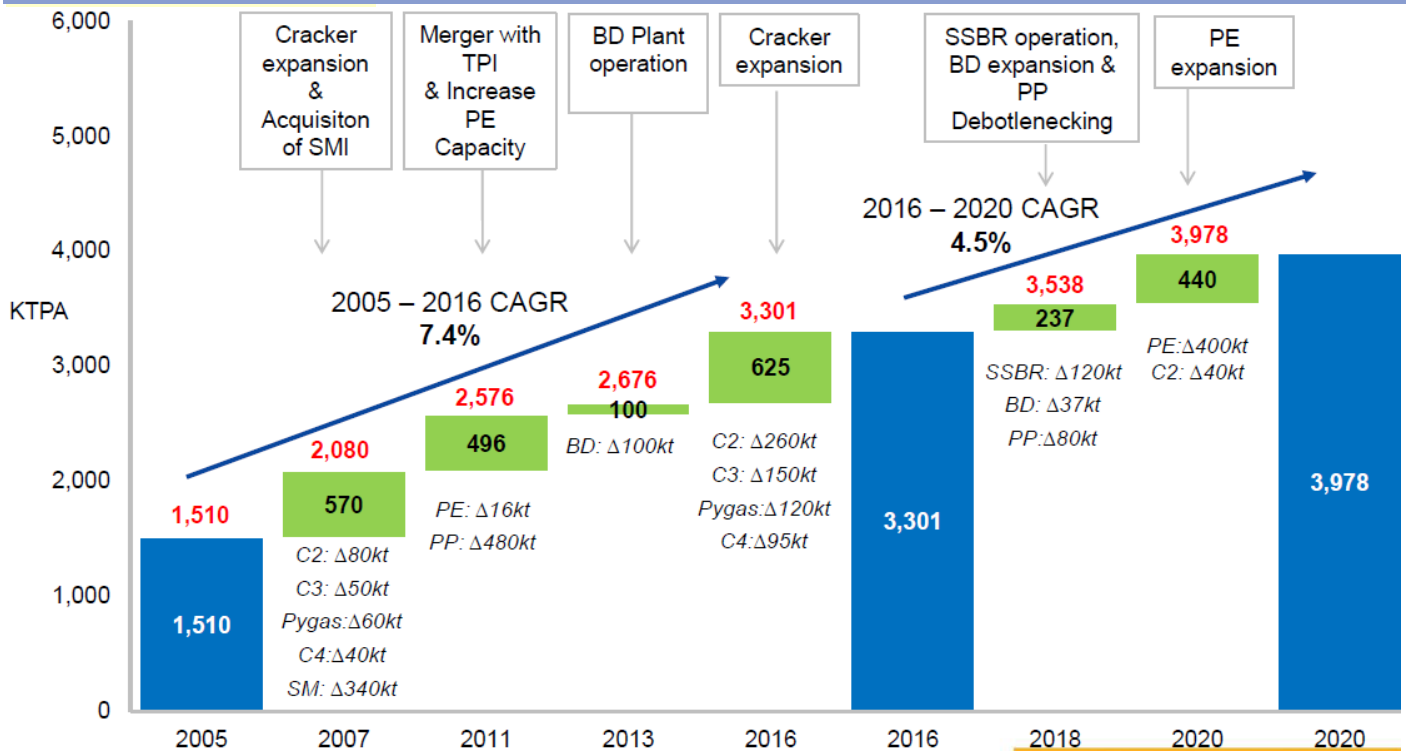 6,000
5,000
4,000
KTPA
3,000
2,000
1,000
0
Cracker
expansion
&
Acquisiton
of SMI
Merger with
TPI
& Increase
PE
Capacity
BD Plant
operation
Cracker
expansion
SSBR operation,
BD expansion &
PP
Debotlenecking
PE
expansion
2005 – 2016 CAGR
7.4%
2016 – 2020 CAGR
4.5%
1,510
1,510
2,080
570
C2: Δ80kt
C3: Δ50kt
Pygas:Δ60kt
C4:Δ40kt
SM: Δ340kt
2,576
496
PE: Δ16kt
PP: Δ480kt
2,676
100
BD: Δ100kt
3,301
625
C2: Δ260kt
C3: Δ150kt
Pygas:Δ120kt
C4:Δ95kt
3,301
3,538
237
SSBR: Δ120kt
BD: Δ37kt
PP:Δ80kt
3,978
440
PE:Δ400kt
C2: Δ40kt
3,978
2005 2007 2011 2013 2016 2016 2018 2020 2020